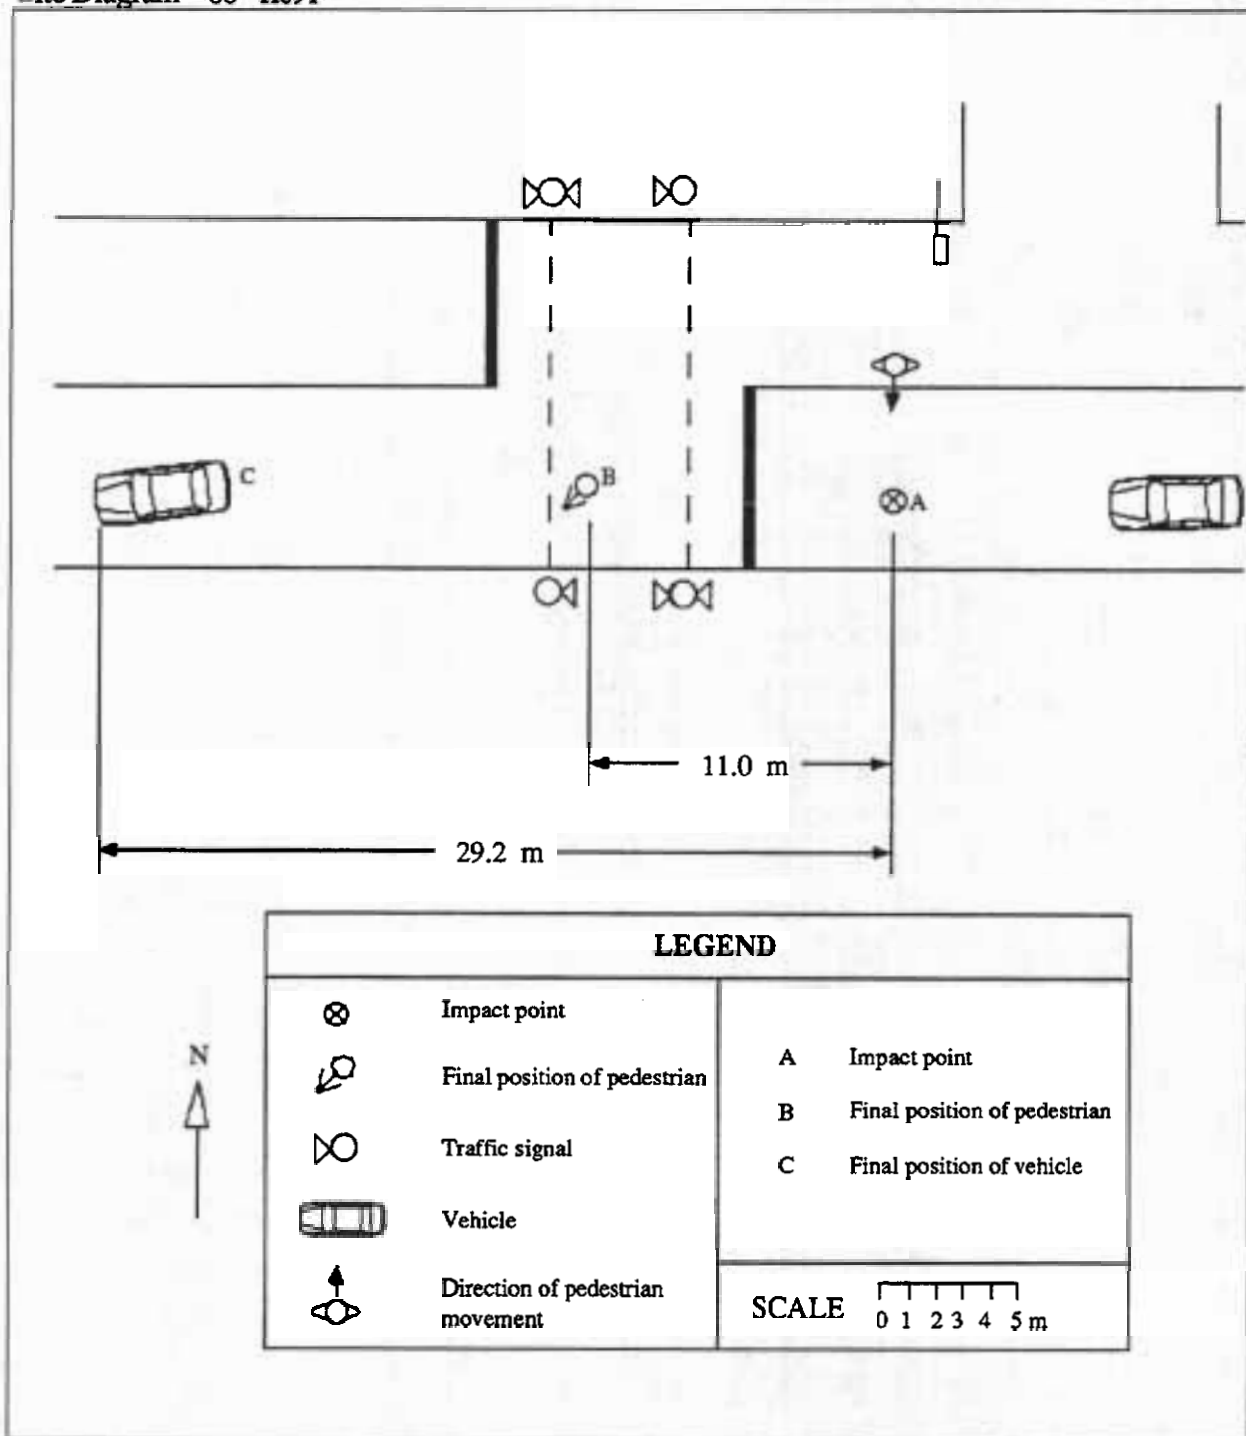 Diagram
B
C
A
11.0 m
29.2 m
LEGEND
Impact point
Final position of pedestrian
Traffic signal
Vehicle
Direction of pedestrian
movement
A Impact point
B Final position of pedestrian
C Final position of vehicle
SCALE
0 1 2 3 4 5 m
N